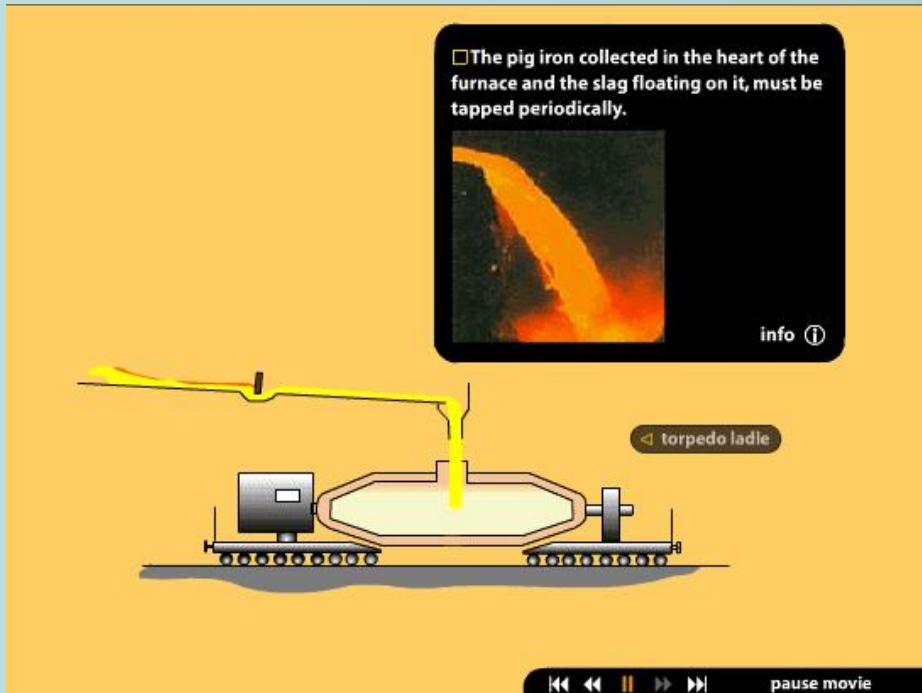 The pig iron collected in the heart of the
furnace and the slag floating on it, must be
tapped periodically.
info
torpedo ladle
pause movie